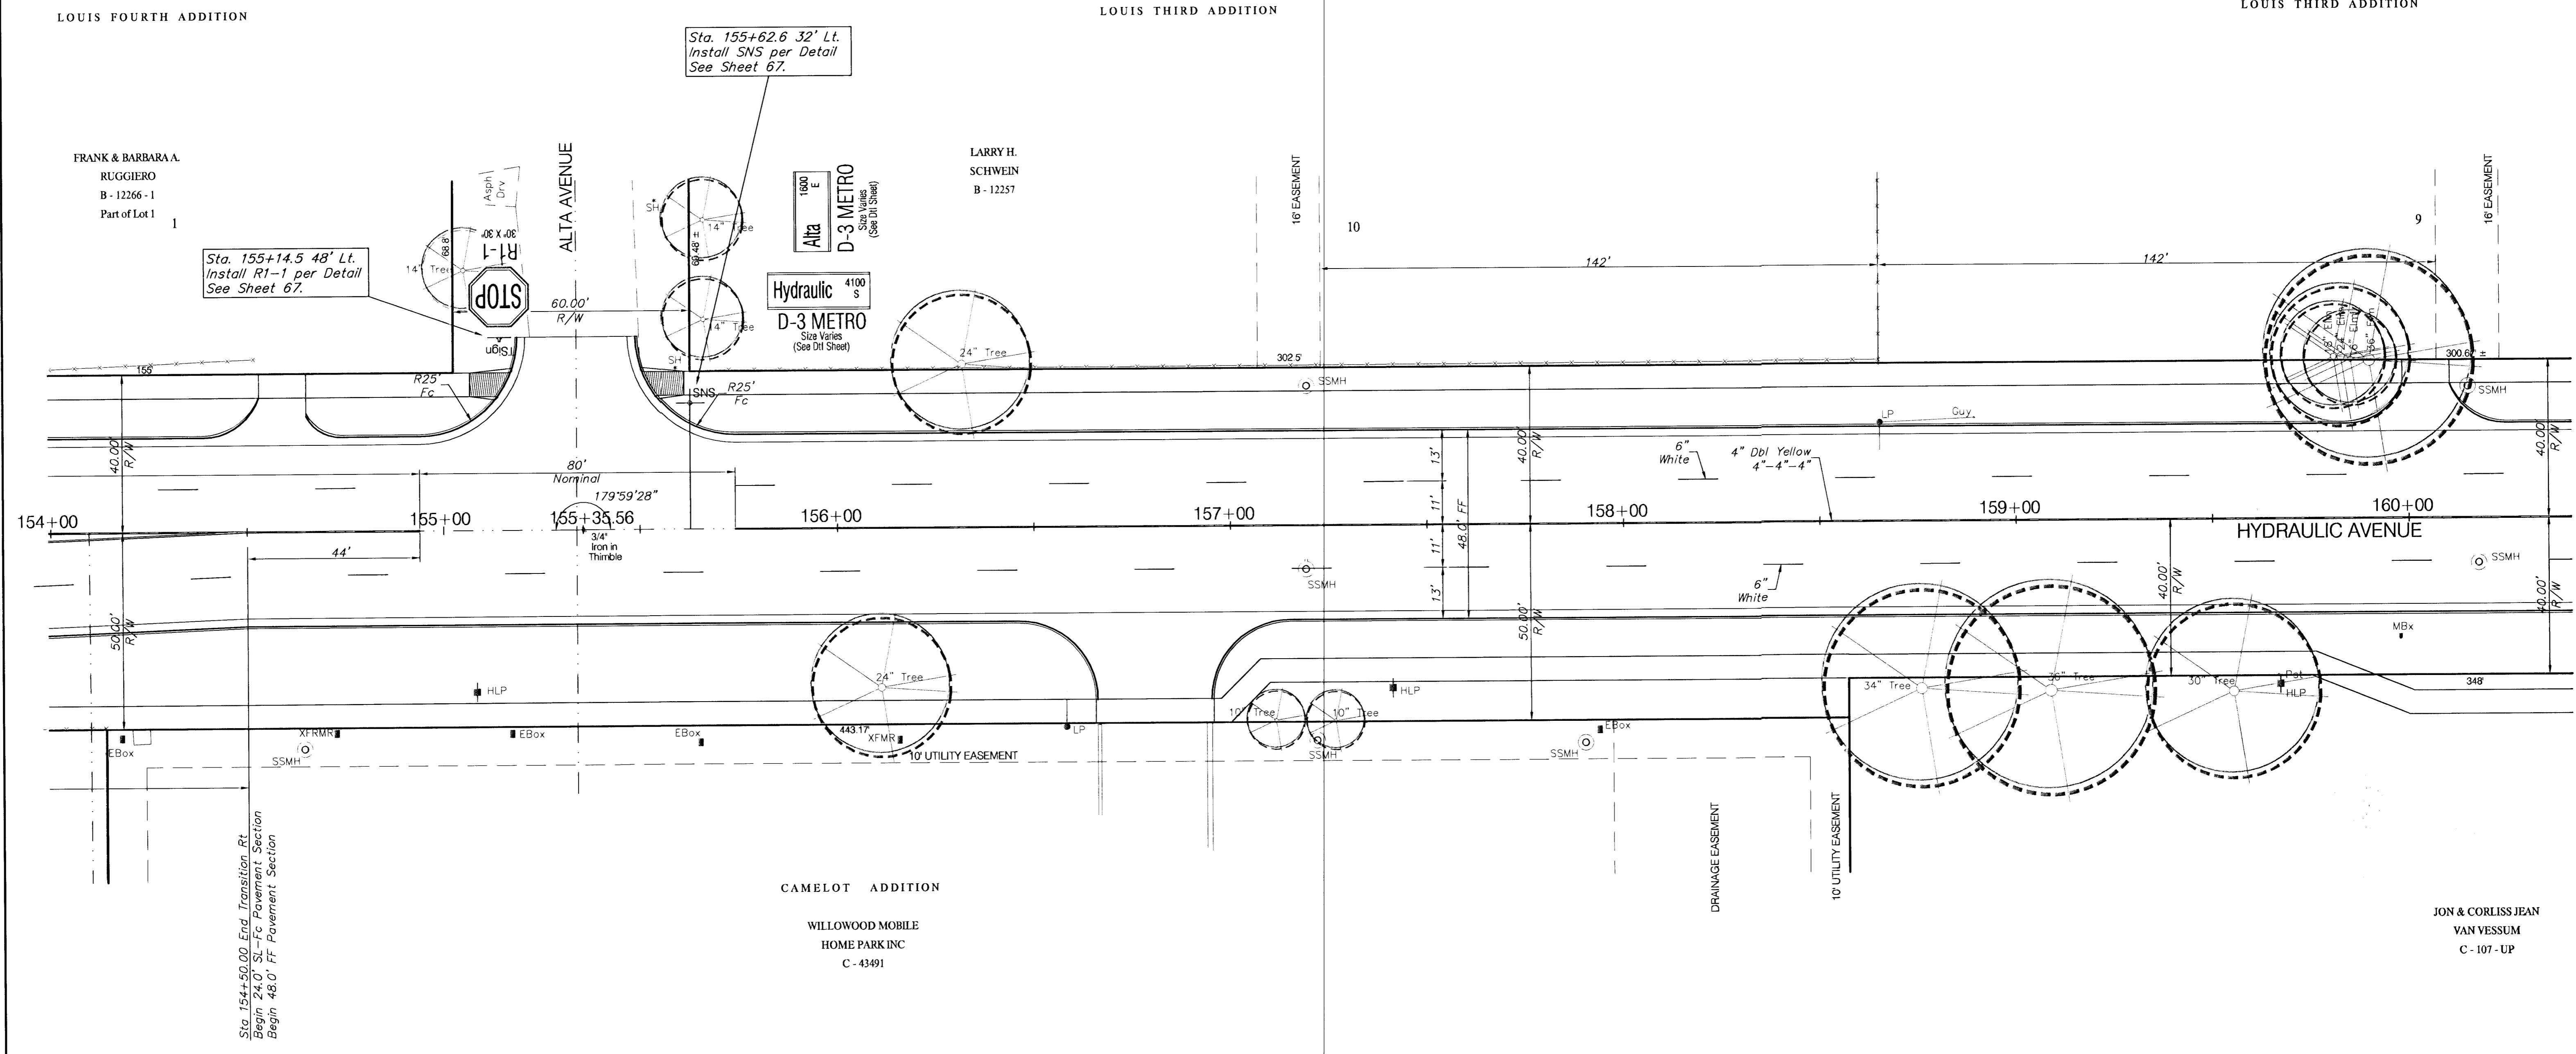 LOUIS FOURTH ADDITION
LOUIS THIRD ADDITION
LOUIS THIRD ADDITION
Sta. 155+62.6 32' Lt.
Install SNS per Detail
See Sheet 67.
FRANK & BARBARA A.
RUGGIERO
B - 12266 - 1
Part of Lot 1
1
Sta. 155+14.5 48' Lt.
Install R1-1 per Detail
See Sheet 67.
Asph
Drv
ALTA AVENUE
68.8'
14" Tree
30" X 30"
R1-1
STOP
TSign
60.00'
R/W
SH
14" Tree
69.48' ±
14" Tree
SH
Alta 1600
E
D-3 METRO
Size Varies
(See Dtl Sheet)
Hydraulic 4100
S
D-3 METRO
Size Varies
(See Dtl Sheet)
LARRY H.
SCHWEIN
B - 12257
24" Tree
16' EASEMENT
10
142'
142'
9
16' EASEMENT
155'
R25'
Fc
SNS
R25'
Fc
302.5'
SSMH
LP
Guy
36" Elm
300.6
SSMH
40.00'
R/W
80'
Nominal
179°59'28"
13'
11'
48.0' FF
11'
13'
40.00'
R/W
6"
White
4" Dbl Yellow
4"-4"-4"
40.00'
R/W
154+00
155+00
155+35.56
156+00
157+00
158+00
159+00
160+00
HYDRAULIC AVENUE
3/4"
Iron in
Thimble
44'
SSMH
6"
White
SSMH
50.00'
R/W
50.00'
R/W
40.00'
R/W
40.00'
R/W
MBx
HLP
24" Tree
HLP
34" Tree
36" Tree
30" Tree
Pst
HLP
348'
10" Tree
10" Tree
EBox
XFRMR
SSMH
EBox
EBox
443.17'
XFMR
LP
10' UTILITY EASEMENT
SSMH
SSMH
EBox
DRAINAGE EASEMENT
10' UTILITY EASEMENT
Sta 154+50.00 End Transition Rt
Begin 24.0' SL-Fc Pavement Section
Begin 48.0' FF Pavement Section
CAMELOT ADDITION
WILLOWOOD MOBILE
HOME PARK INC
C - 43491
JON & CORLISS JEAN
VAN VESSUM
C - 107 - UP